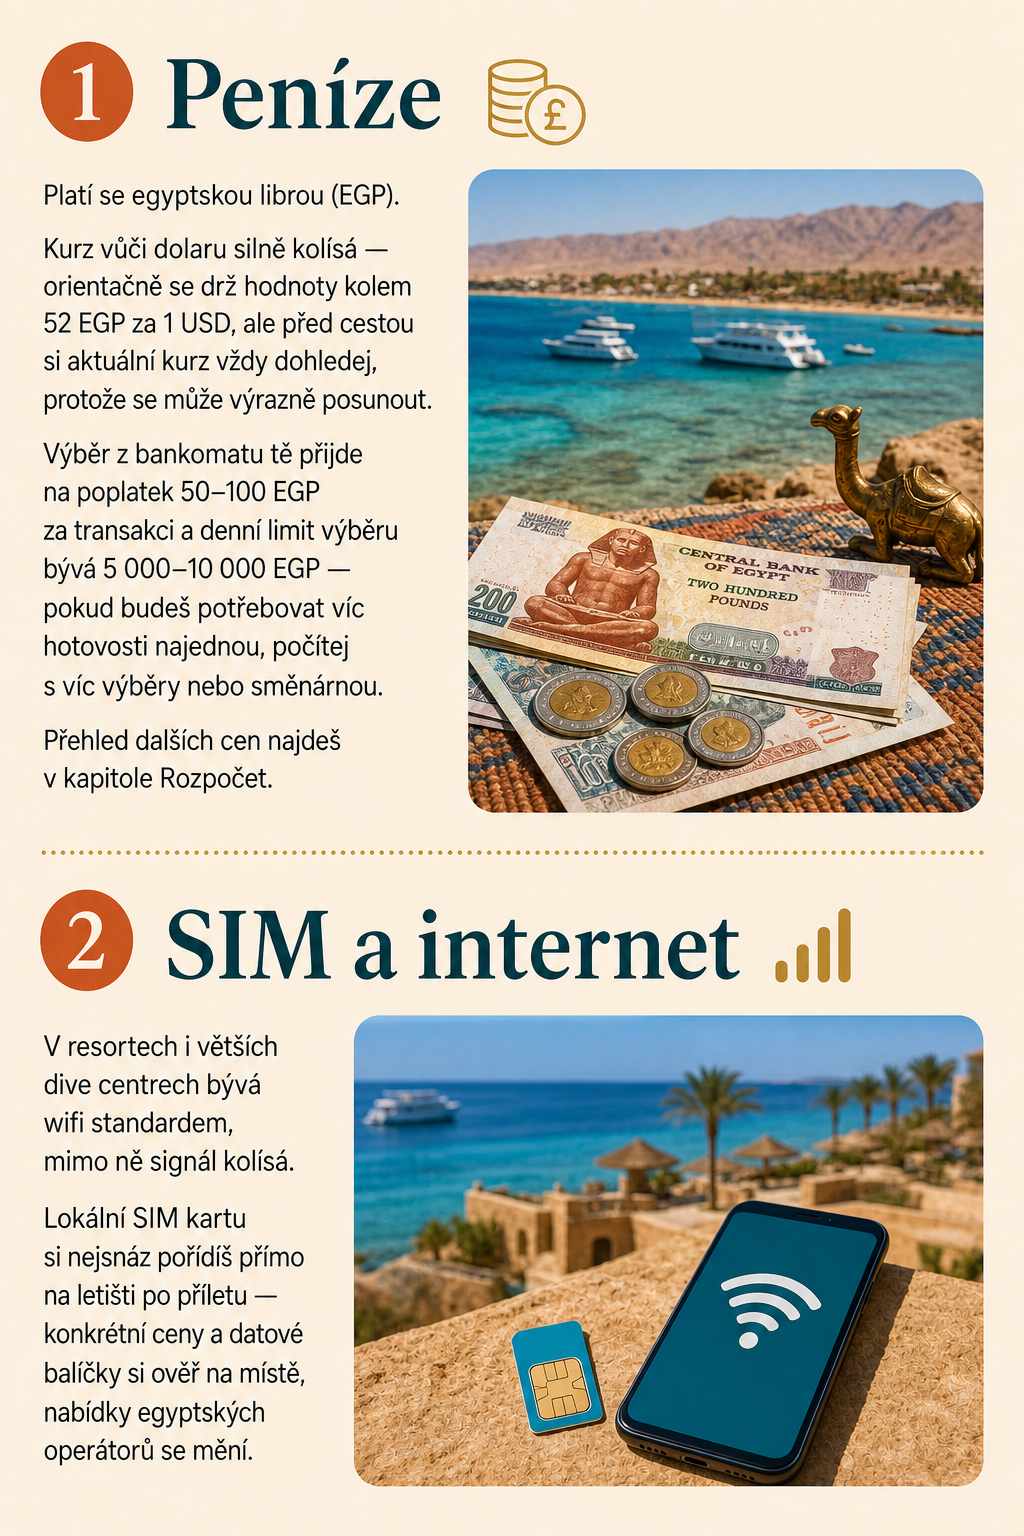 1 Peníze
£
Platí se egyptskou librou (EGP).
Kurz vůči dolaru silně kolísá —
orientačně se drž hodnoty kolem
52 EGP za 1 USD, ale před cestou
si aktuální kurz vždy dohledej,
protože se může výrazně posunout.
Výběr z bankomatu tě přijde
na poplatek 50–100 EGP
za transakci a denní limit výběru
bývá 5 000–10 000 EGP —
pokud budeš potřebovat víc
hotovosti najednou, počítej
s víc výběry nebo směnárnou.
Přehled dalších cen najdeš
v kapitole Rozpočet.
CENTRAL BANK
OF EGYPT
TWO HUNDRED
POUNDS
200
2 SIM a internet
V resortech i větších
dive centrech bývá
wifi standardem,
mimo ně signál kolísá.
Lokální SIM kartu
si nejsnáz pořídíš přímo
na letišti po příletu —
konkrétní ceny a datové
balíčky si ověř na místě,
nabídky egyptských
operátorů se mění.